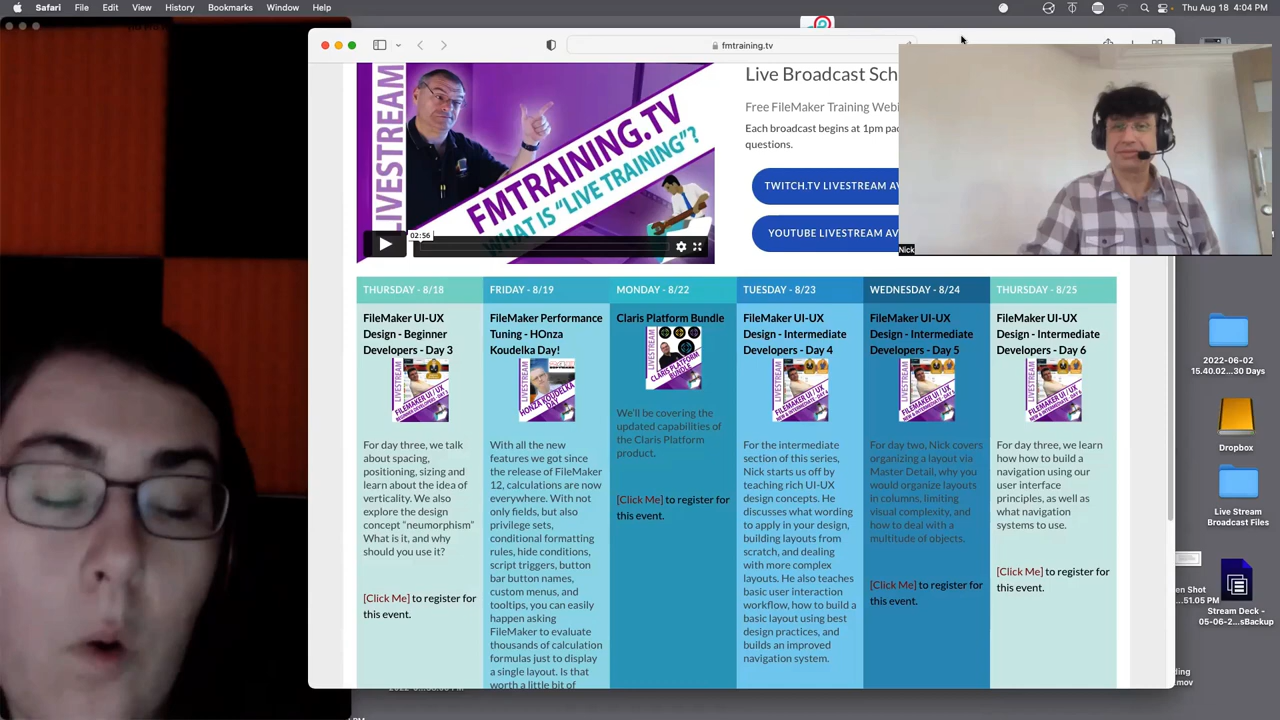 Safari File Edit View History Bookmarks Window Help
Thu Aug 18 4:04 PM
fmtraining.tv
LIVESTREAM
FMTRAINING.TV
WHAT IS "LIVE TRAINING"?
02:56
Live Broadcast Sch
Free FileMaker Training Webi
Each broadcast begins at 1pm pac
questions.
TWITCH.TV LIVESTREAM AV
YOUTUBE LIVESTREAM AV
Nick
THURSDAY - 8/18
FileMaker UI-UX
Design - Beginner
Developers - Day 3
For day three, we talk
about spacing,
positioning, sizing and
learn about the idea of
verticality. We also
explore the design
concept "neumorphism"
What is it, and why
should you use it?
[Click Me] to register for
this event.
FRIDAY - 8/19
FileMaker Performance
Tuning - HOnza
Koudelka Day!
With all the new
features we got since
the release of FileMaker
12, calculations are now
everywhere. With not
only fields, but also
privilege sets,
conditional formatting
rules, hide conditions,
script triggers, button
bar button names,
custom menus, and
tooltips, you can easily
happen asking
FileMaker to evaluate
thousands of calculation
formulas just to display
a single layout. Is that
worth a little bit of
MONDAY - 8/22
Claris Platform Bundle
We'll be covering the
updated capabilities of
the Claris Platform
product.
[Click Me] to register for
this event.
TUESDAY - 8/23
FileMaker UI-UX
Design - Intermediate
Developers - Day 4
For the intermediate
section of this series,
Nick starts us off by
teaching rich UI-UX
design concepts. He
discusses what wording
to apply in your design,
building layouts from
scratch, and dealing
with more complex
layouts. He also teaches
basic user interaction
workflow, how to build a
basic layout using best
design practices, and
builds an improved
navigation system.
WEDNESDAY - 8/24
FileMaker UI-UX
Design - Intermediate
Developers - Day 5
For day two, Nick covers
organizing a layout via
Master Detail, why you
would organize layouts
in columns, limiting
visual complexity, and
how to deal with a
multitude of objects.
[Click Me] to register for
this event.
THURSDAY - 8/25
FileMaker UI-UX
Design - Intermediate
Developers - Day 6
For day three, we learn
how how to build a
navigation using our
user interface
principles, as well as
what navigation
systems to use.
[Click Me] to register for
this event.
2022-06-02
15.40.02...30 Days
Dropbox
Live Stream
Broadcast Files
en Shot
...51.05 PM
Stream Deck -
05-06-2...sBackup
ling
.mov